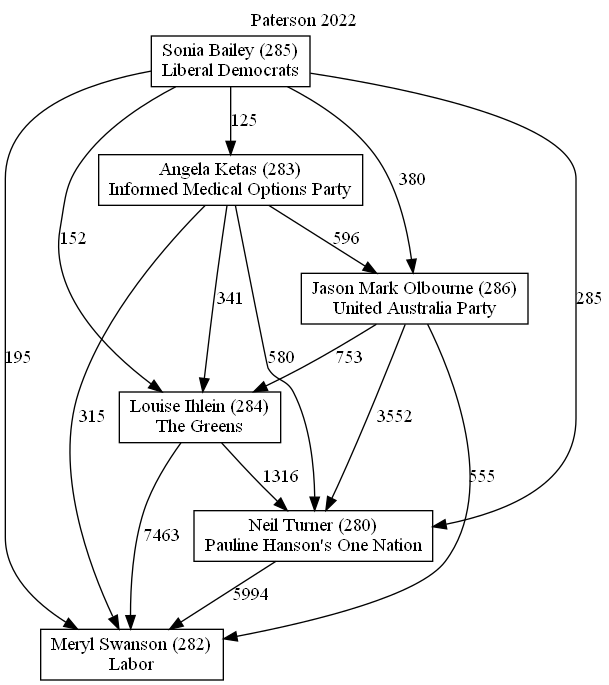 Paterson 2022
Sonia Bailey (285)
Liberal Democrats
125
Angela Ketas (283)
Informed Medical Options Party
380
152
596
285
Jason Mark Olbourne (286)
United Australia Party
341
195
580
753
Louise Ihlein (284)
The Greens
315
3552
1316
555
Neil Turner (280)
Pauline Hanson's One Nation
7463
5994
Meryl Swanson (282)
Labor